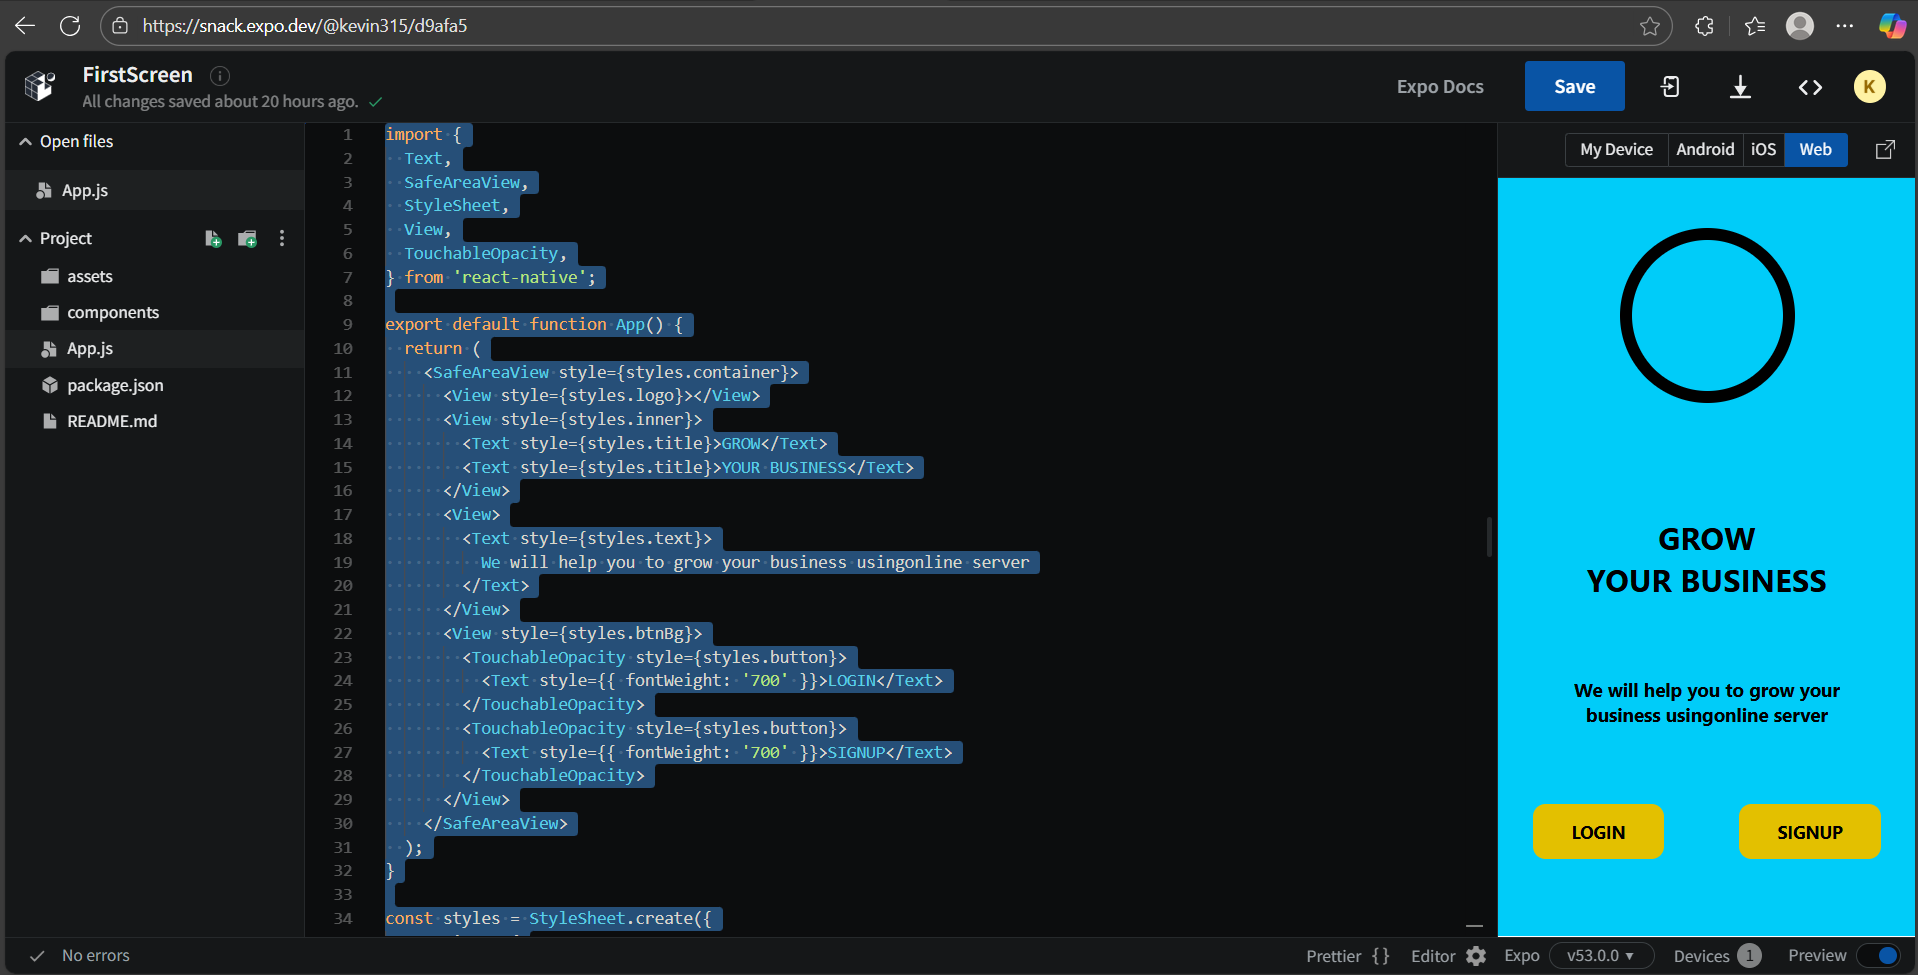 https://snack.expo.dev/@kevin315/d9afa5
FirstScreen
All changes saved about 20 hours ago.
Expo Docs
Save
K
Open files
App.js
Project
assets
components
App.js
package.json
README.md
1 import {
2 Text,
3 SafeAreaView,
4 StyleSheet,
5 View,
6 TouchableOpacity,
7 } from 'react-native';
8
9 export default function App() {
10 return (
11 <SafeAreaView style={styles.container}>
12 <View style={styles.logo}></View>
13 <View style={styles.inner}>
14 <Text style={styles.title}>GROW</Text>
15 <Text style={styles.title}>YOUR BUSINESS</Text>
16 </View>
17 <View>
18 <Text style={styles.text}>
19 We will help you to grow your business usingonline server
20 </Text>
21 </View>
22 <View style={styles.btnBg}>
23 <TouchableOpacity style={styles.button}>
24 <Text style={{ fontWeight: '700' }}>LOGIN</Text>
25 </TouchableOpacity>
26 <TouchableOpacity style={styles.button}>
27 <Text style={{ fontWeight: '700' }}>SIGNUP</Text>
28 </TouchableOpacity>
29 </View>
30 </SafeAreaView>
31 );
32 }
33
34 const styles = StyleSheet.create({
My Device Android iOS Web
GROW
YOUR BUSINESS
We will help you to grow your
business usingonline server
LOGIN SIGNUP
No errors
Prettier {} Editor Expo v53.0.0 Devices 1 Preview